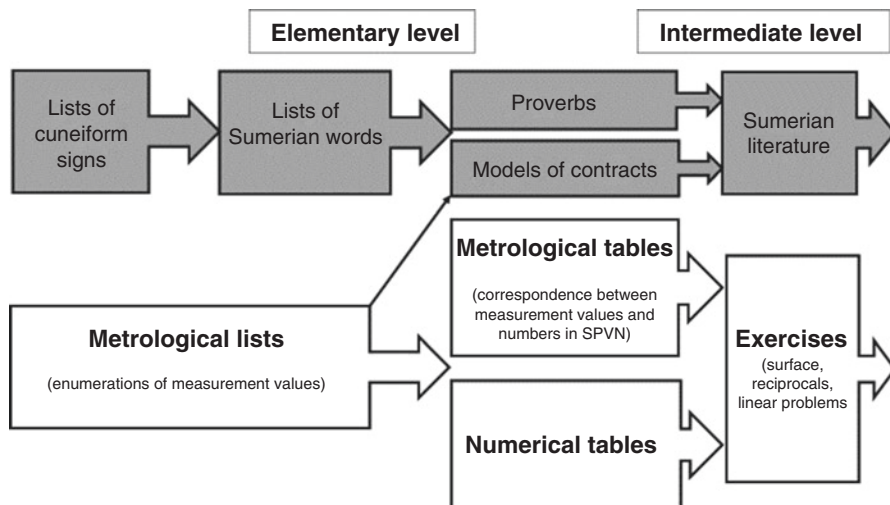 Elementary level
Intermediate level
Lists of
cuneiform
signs
Lists of
Sumerian words
Proverbs
Models of contracts
Sumerian
literature
Metrological lists
(enumerations of measurement values)
Metrological tables
(correspondence between
measurement values and
numbers in SPVN)
Numerical tables
Exercises
(surface,
reciprocals,
linear problems